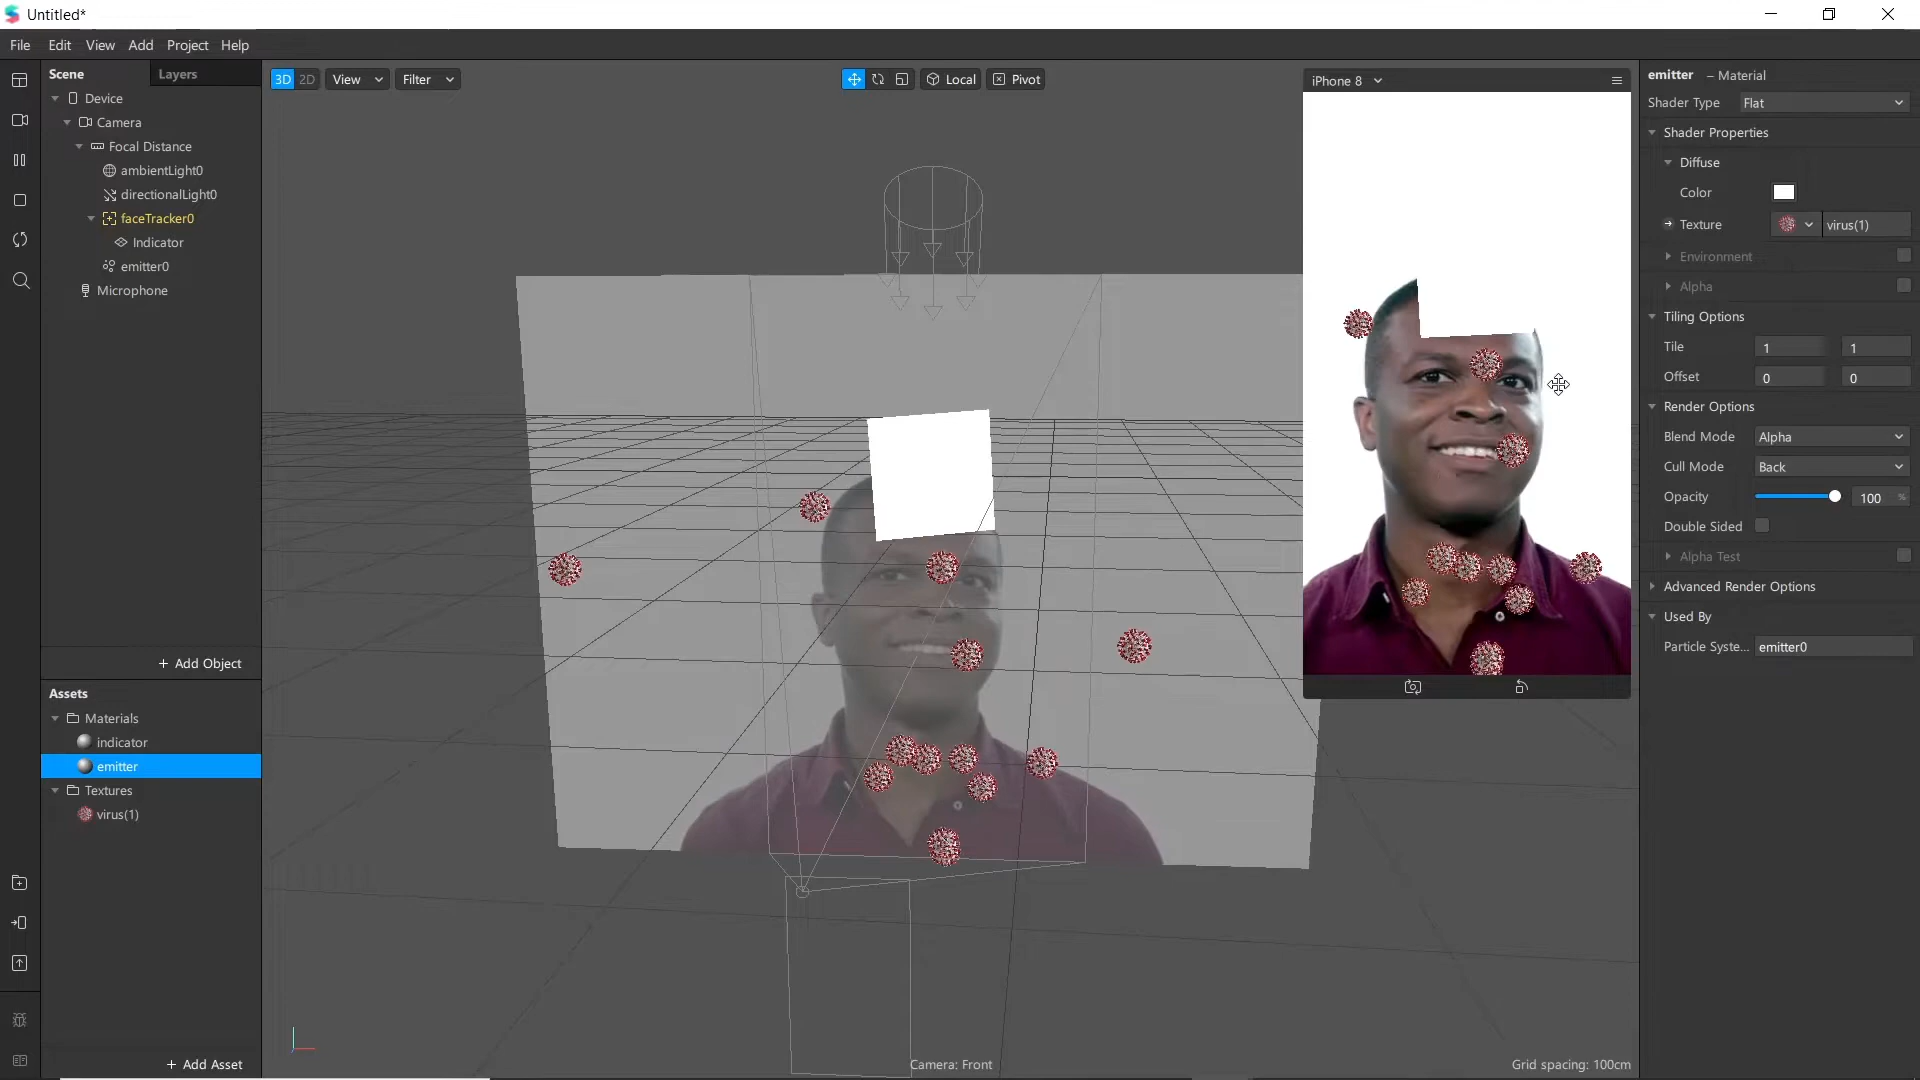 Untitled*
File Edit View Add Project Help
Scene Layers
Device
Camera
Focal Distance
ambientLight0
directionalLight0
faceTracker0
Indicator
emitter0
Microphone
+ Add Object
Assets
Materials
indicator
emitter
Textures
virus(1)
+ Add Asset
3D 2D View Filter
Local Pivot
iPhone 8
Camera: Front
Grid spacing: 100cm
emitter – Material
Shader Type Flat
Shader Properties
Diffuse
Color
Texture virus(1)
Environment
Alpha
Tiling Options
Tile 1 1
Offset 0 0
Render Options
Blend Mode Alpha
Cull Mode Back
Opacity 100 %
Double Sided
Alpha Test
Advanced Render Options
Used By
Particle Syste... emitter0